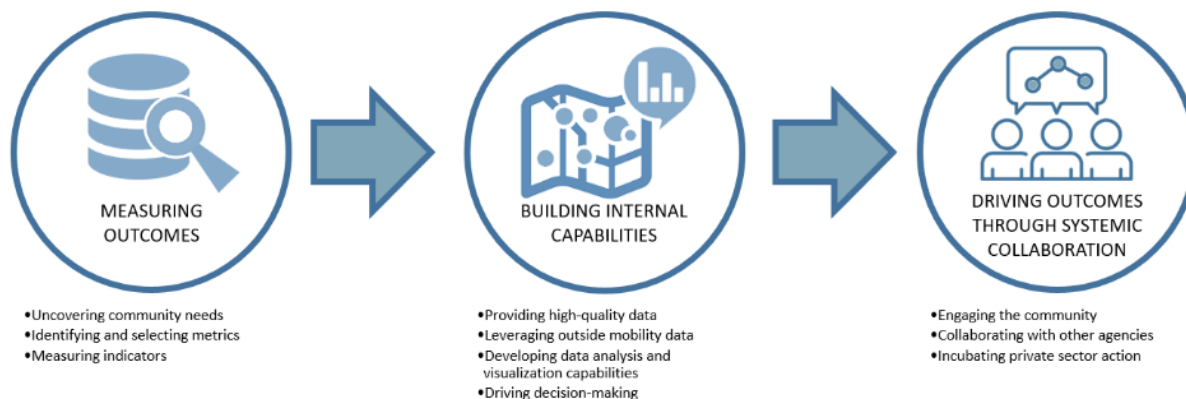 MEASURING
OUTCOMES
•Uncovering community needs
•Identifying and selecting metrics
•Measuring indicators
BUILDING INTERNAL
CAPABILITIES
•Providing high-quality data
•Leveraging outside mobility data
•Developing data analysis and
visualization capabilities
•Driving decision-making
DRIVING OUTCOMES
THROUGH SYSTEMIC
COLLABORATION
•Engaging the community
•Collaborating with other agencies
•Incubating private sector action